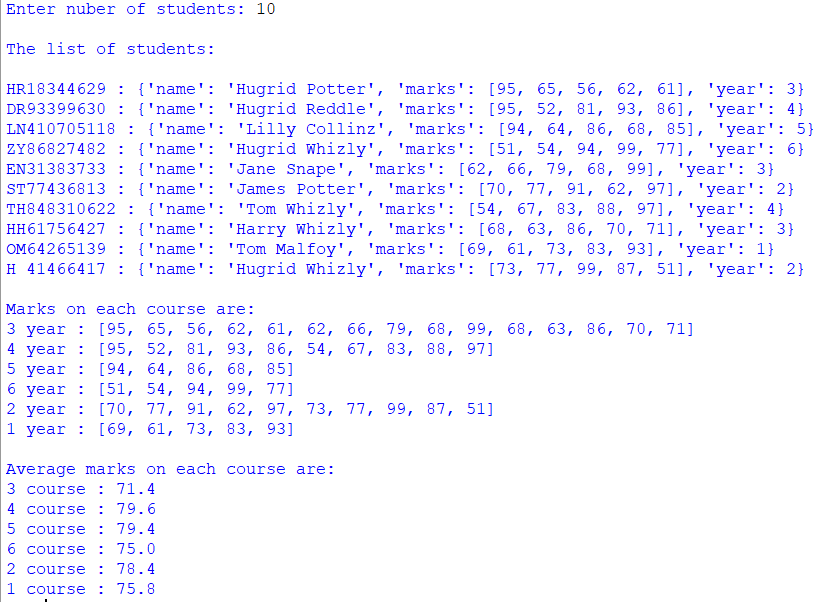 Enter nuber of students: 10
The list of students:
HR18344629 : {'name': 'Hugrid Potter', 'marks': [95, 65, 56, 62, 61], 'year': 3}
DR93399630 : {'name': 'Hugrid Reddle', 'marks': [95, 52, 81, 93, 86], 'year': 4}
LN410705118 : {'name': 'Lilly Collinz', 'marks': [94, 64, 86, 68, 85], 'year': 5}
ZY86827482 : {'name': 'Hugrid Whizly', 'marks': [51, 54, 94, 99, 77], 'year': 6}
EN31383733 : {'name': 'Jane Snape', 'marks': [62, 66, 79, 68, 99], 'year': 3}
ST77436813 : {'name': 'James Potter', 'marks': [70, 77, 91, 62, 97], 'year': 2}
TH848310622 : {'name': 'Tom Whizly', 'marks': [54, 67, 83, 88, 97], 'year': 4}
HH61756427 : {'name': 'Harry Whizly', 'marks': [68, 63, 86, 70, 71], 'year': 3}
OM64265139 : {'name': 'Tom Malfoy', 'marks': [69, 61, 73, 83, 93], 'year': 1}
H 41466417 : {'name': 'Hugrid Whizly', 'marks': [73, 77, 99, 87, 51], 'year': 2}
Marks on each course are:
3 year : [95, 65, 56, 62, 61, 62, 66, 79, 68, 99, 68, 63, 86, 70, 71]
4 year : [95, 52, 81, 93, 86, 54, 67, 83, 88, 97]
5 year : [94, 64, 86, 68, 85]
6 year : [51, 54, 94, 99, 77]
2 year : [70, 77, 91, 62, 97, 73, 77, 99, 87, 51]
1 year : [69, 61, 73, 83, 93]
Average marks on each course are:
3 course : 71.4
4 course : 79.6
5 course : 79.4
6 course : 75.0
2 course : 78.4
1 course : 75.8